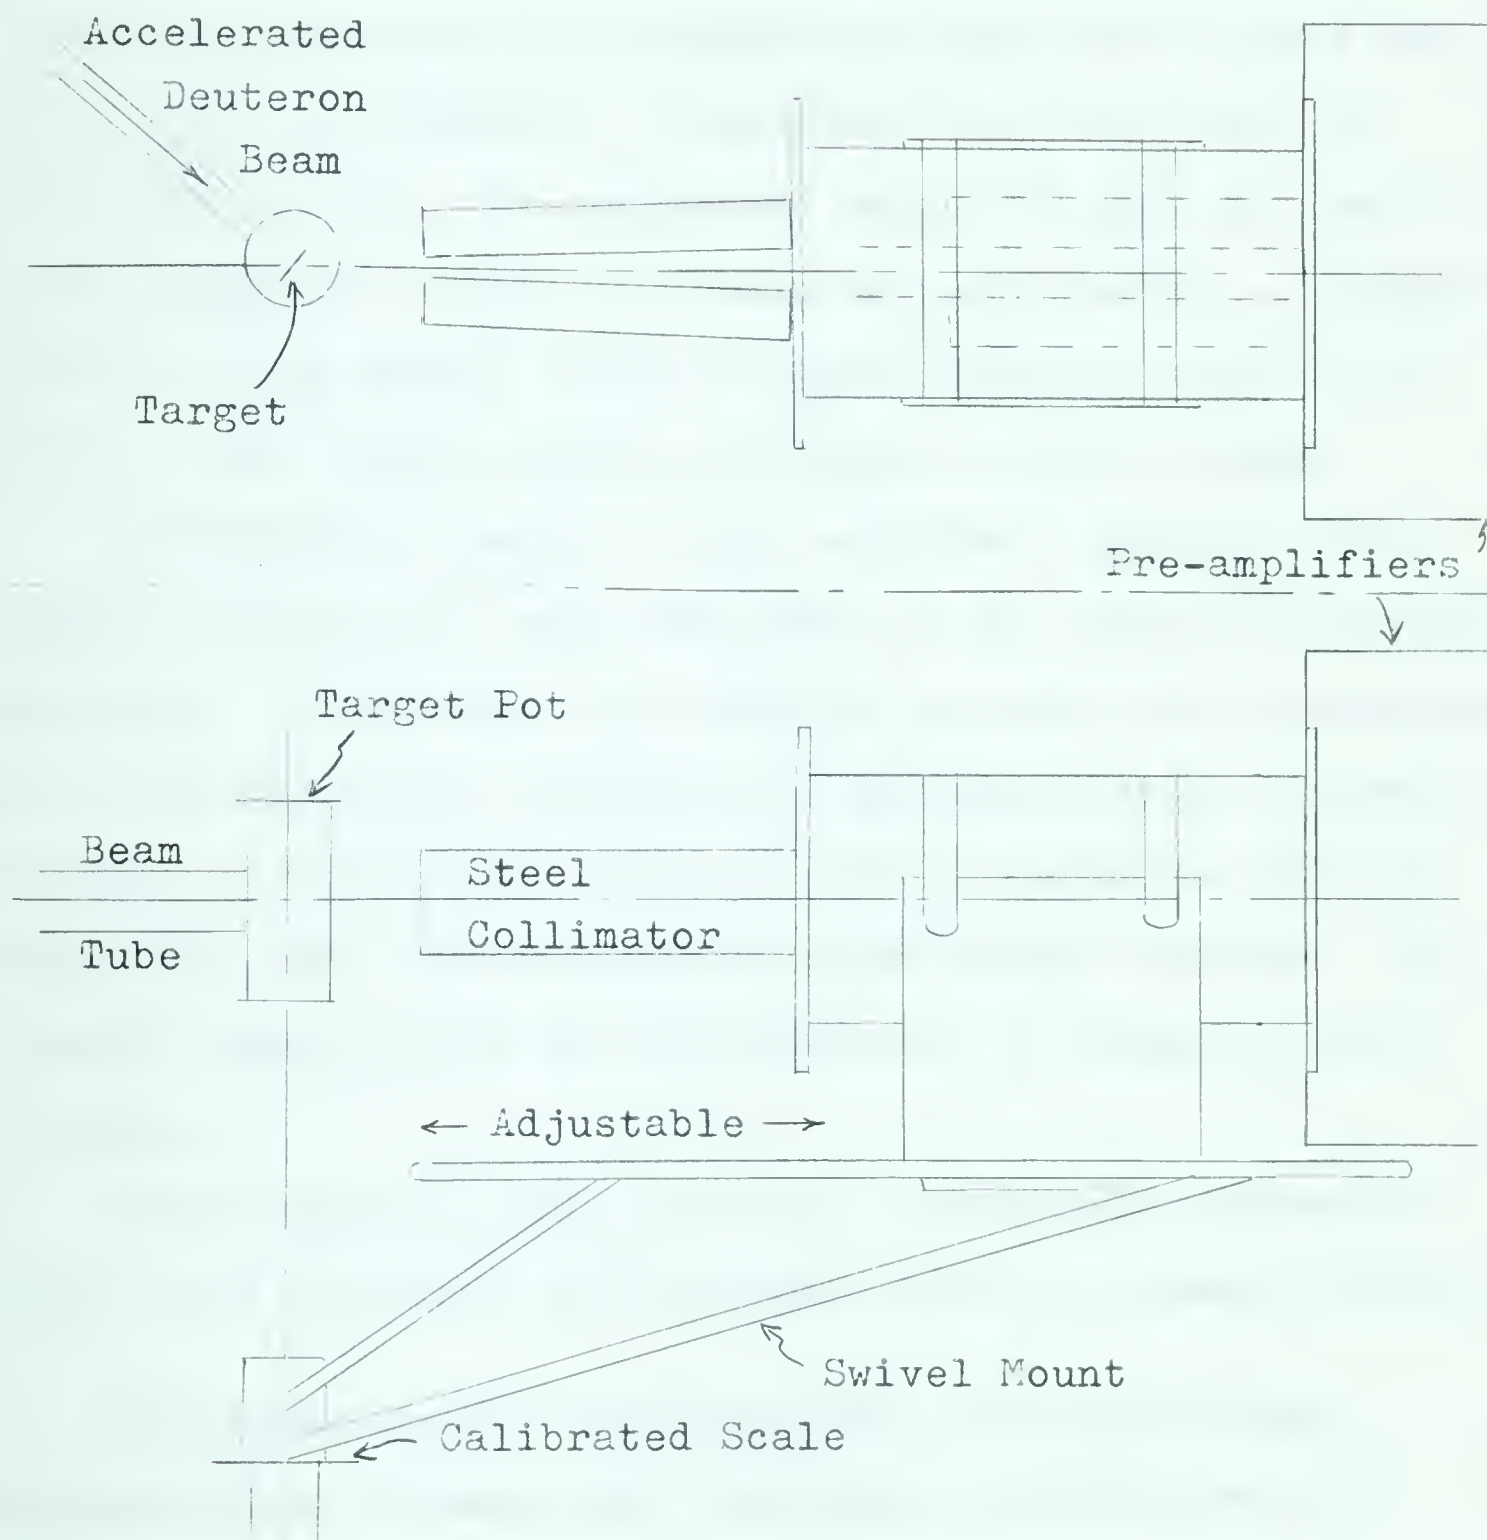 Accelerated
Deuteron
Beam
Target
Pre-amplifiers
Target Pot
Beam
Tube
Steel
Collimator
← Adjustable →
Swivel Mount
Calibrated Scale